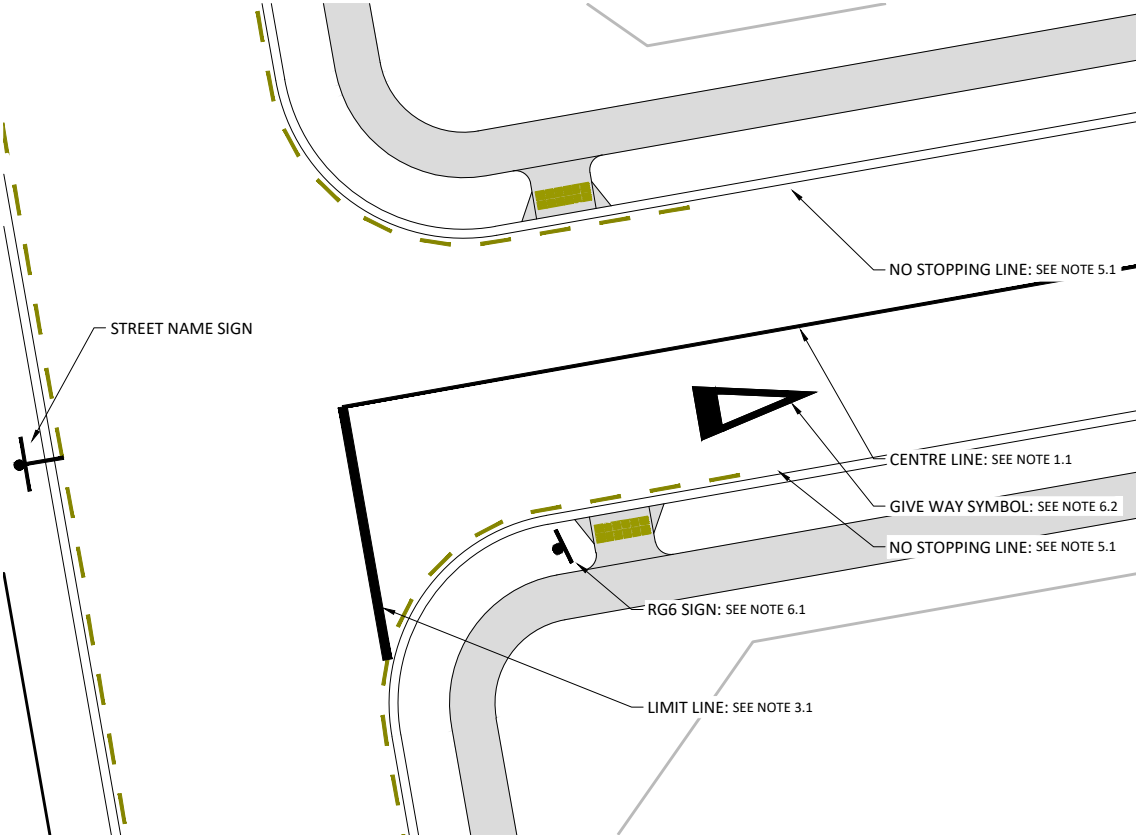 NO STOPPING LINE: SEE NOTE 5.1
STREET NAME SIGN
CENTRE LINE: SEE NOTE 1.1
GIVE WAY SYMBOL: SEE NOTE 6.2
NO STOPPING LINE: SEE NOTE 5.1
RG6 SIGN: SEE NOTE 6.1
LIMIT LINE: SEE NOTE 3.1